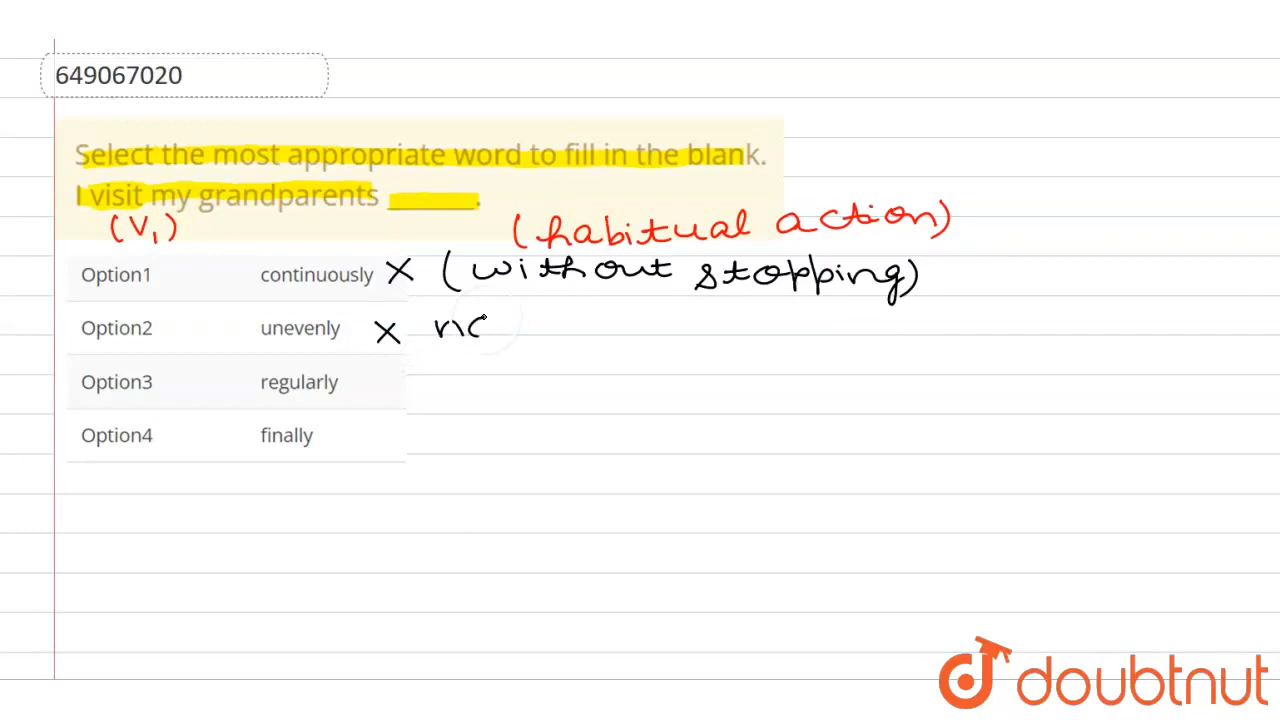 649067020
Select the most appropriate word to fill in the blank.
I visit my grandparents ________.
(V₁) (habitual action)
Option1 continuously × (without stopping)
Option2 unevenly ×
Option3 regularly
Option4 finally
doubtnut